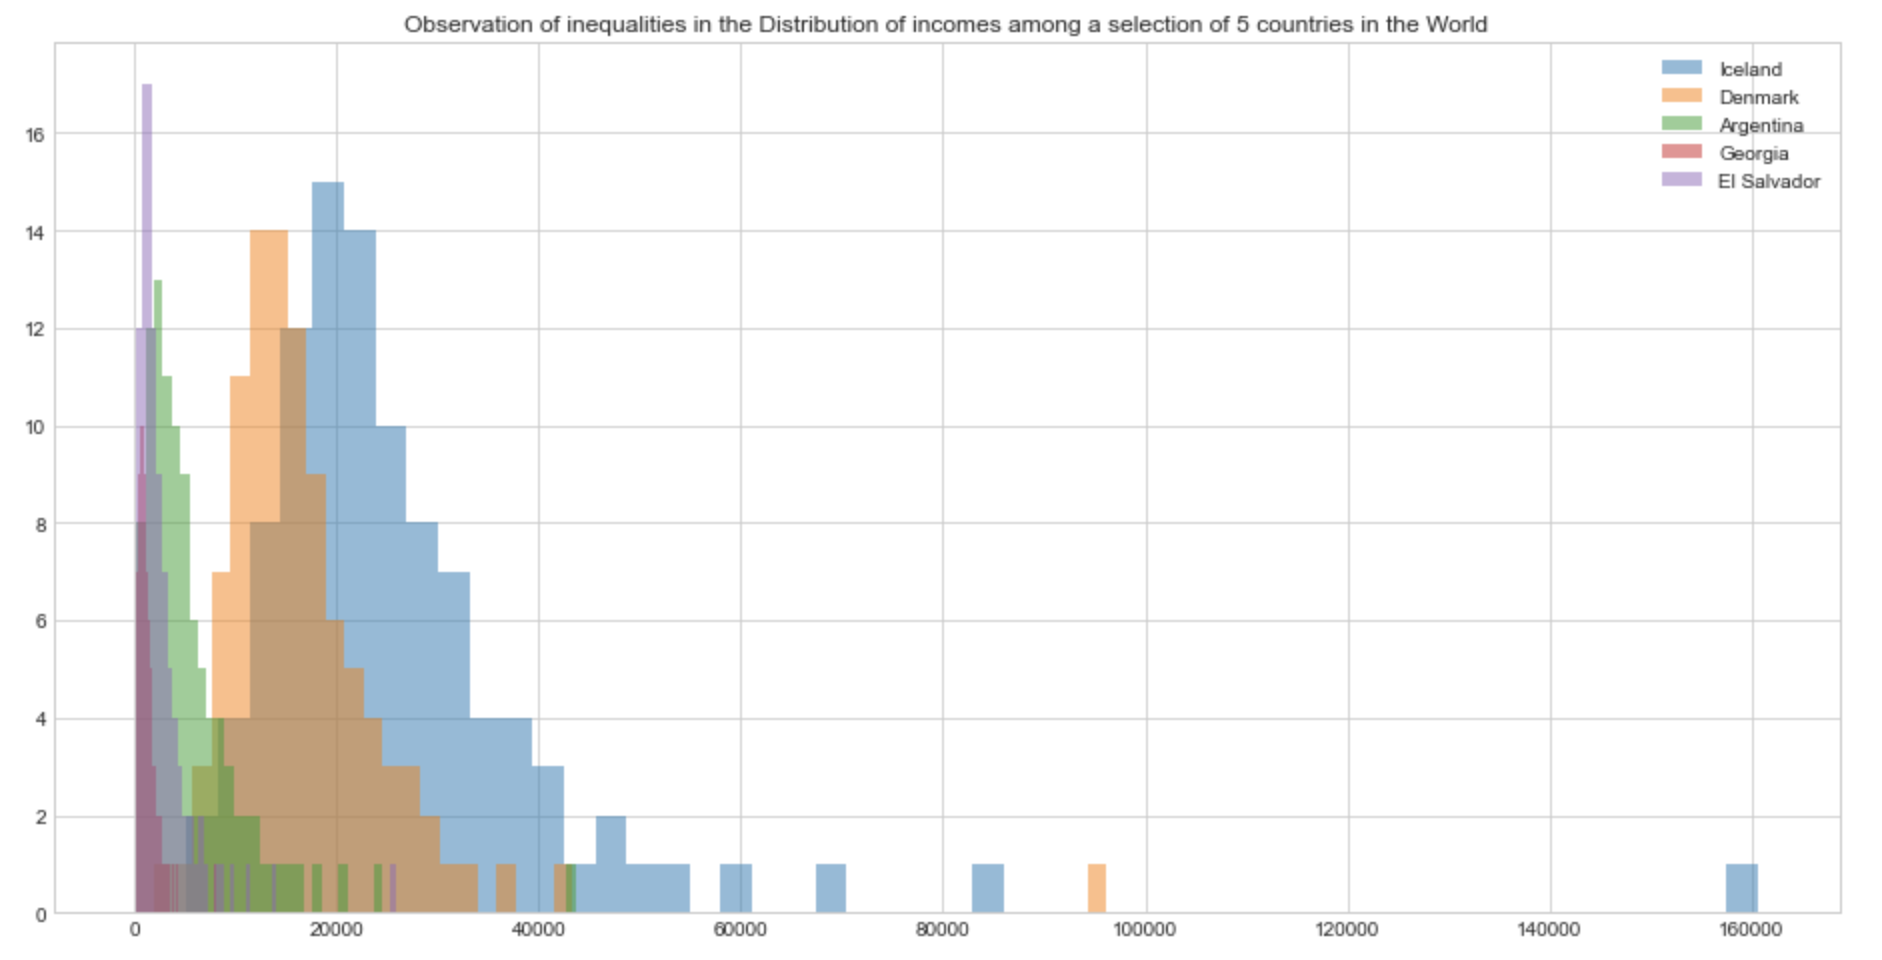 Observation of inequalities in the Distribution of incomes among a selection of 5 countries in the World
Iceland
Denmark
Argentina
Georgia
El Salvador
16
14
12
10
8
6
4
2
0
0 20000 40000 60000 80000 100000 120000 140000 160000